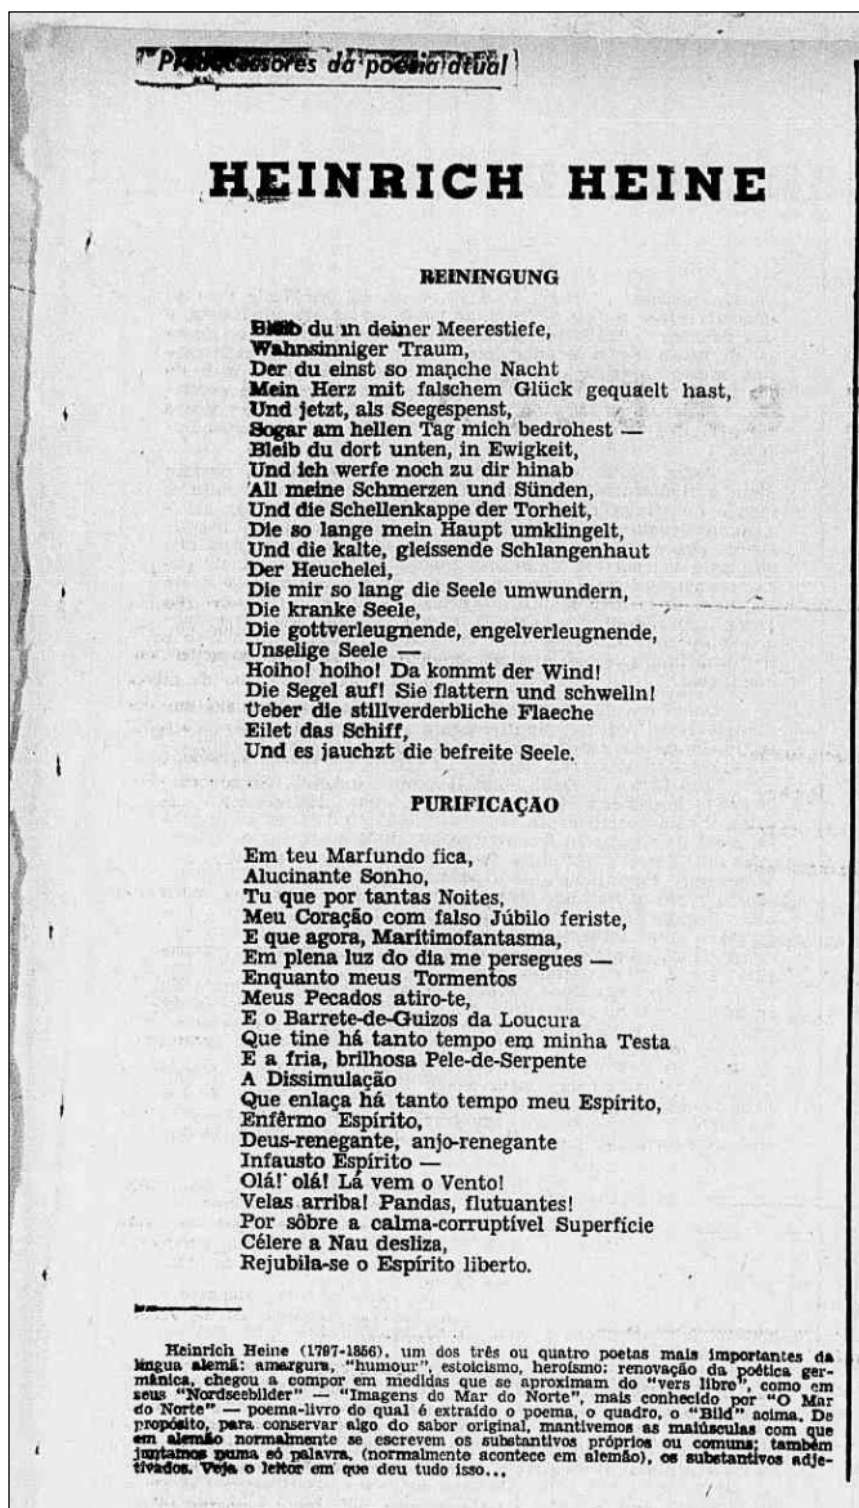 Precursores da poesia atual
HEINRICH HEINE
REININGUNG
Bleib du in deiner Meerestiefe,
Wahnsinniger Traum,
Der du einst so manche Nacht
Mein Herz mit falschem Glück gequaelt hast,
Und jetzt, als Seegespenst,
Sogar am hellen Tag mich bedrohest —
Bleib du dort unten, in Ewigkeit,
Und ich werfe noch zu dir hinab
All meine Schmerzen und Sünden,
Und die Schellenkappe der Torheit,
Die so lange mein Haupt umklingelt,
Und die kalte, gleissende Schlangenhaut
Der Heuchelei,
Die mir so lang die Seele umwundern,
Die kranke Seele,
Die gottverleugnende, engelverleugnende,
Unselige Seele —
Hoiho! hoiho! Da kommt der Wind!
Die Segel auf! Sie flattern und schwelln!
Ueber die stillverderbliche Flaeche
Eilet das Schiff,
Und es jauchzt die befreite Seele.
PURIFICAÇÃO
Em teu Marfundo fica,
Alucinante Sonho,
Tu que por tantas Noites,
Meu Coração com falso Júbilo feriste,
E que agora, Marítimofantasma,
Em plena luz do dia me persegues —
Enquanto meus Tormentos
Meus Pecados atiro-te,
E o Barrete-de-Guizos da Loucura
Que tine há tanto tempo em minha Testa
E a fria, brilhosa Pele-de-Serpente
A Dissimulação
Que enlaça há tanto tempo meu Espírito,
Enfêrmo Espírito,
Deus-renegante, anjo-renegante
Infausto Espírito —
Olá! olá! Lá vem o Vento!
Velas arriba! Pandas, flutuantes!
Por sôbre a calma-corruptível Superfície
Célere a Nau desliza,
Rejubila-se o Espírito liberto.
Heinrich Heine (1797-1856), um dos três ou quatro poetas mais importantes da
língua alemã: amargura, "humour", estoicismo, heroísmo; renovação da poética ger-
mânica, chegou a compor em medidas que se aproximam do "vers libre", como em
seus "Nordseebilder" — "Imagens do Mar do Norte", mais conhecido por "O Mar
do Norte" — poema-livro do qual é extraído o poema, o quadro, o "Bild" acima. De
propósito, para conservar algo do sabor original, mantivemos as maiúsculas com que
em alemão normalmente se escrevem os substantivos próprios ou comuns; também
juntamos numa só palavra, (normalmente acontece em alemão), os substantivos adje-
tivados. Veja o leitor em que deu tudo isso...